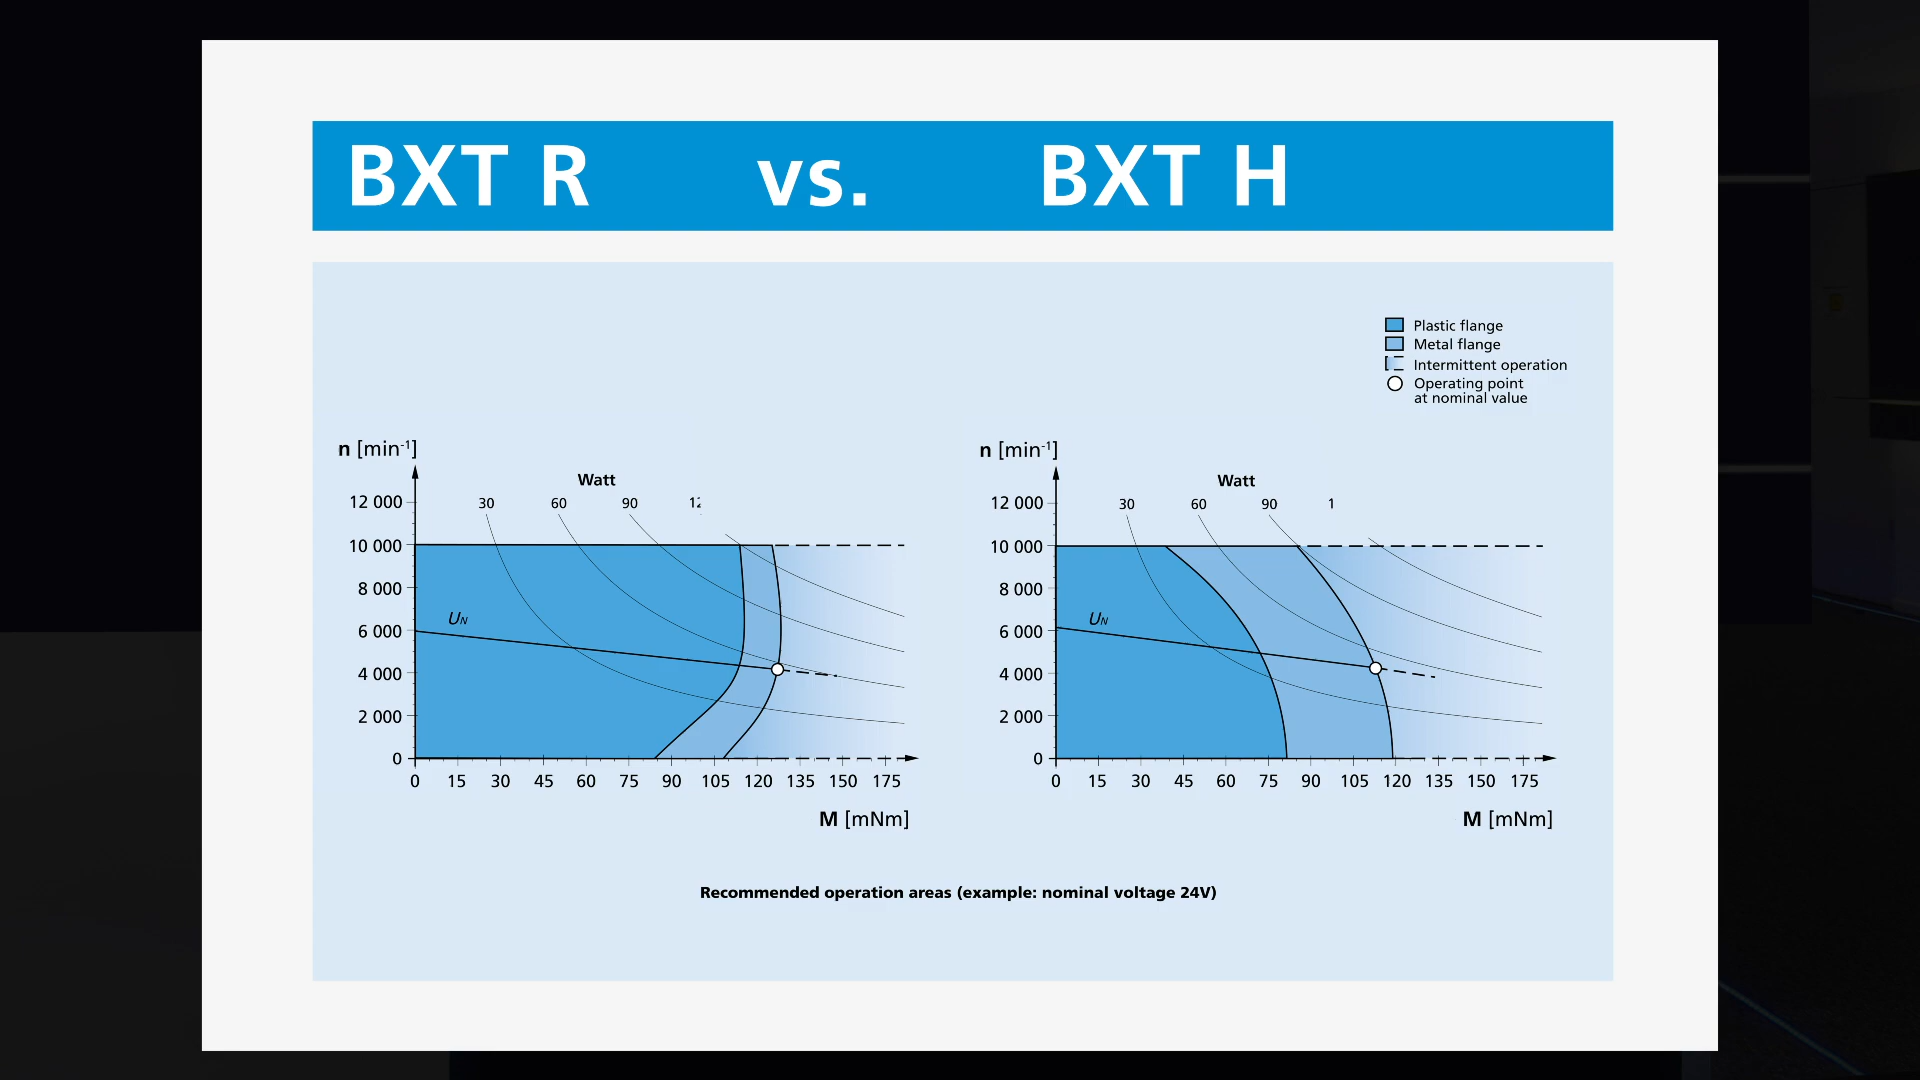 BXT R vs. BXT H
Plastic flange
Metal flange
Intermittent operation
Operating point
at nominal value
n [min-1]
Watt
30 60 90
12 000
10 000
8 000
6 000
4 000
2 000
0
UN
0 15 30 45 60 75 90 105 120 135 150 175
M [mNm]
n [min-1]
Watt
30 60 90 1
12 000
10 000
8 000
6 000
4 000
2 000
0
UN
0 15 30 45 60 75 90 105 120 135 150 175
M [mNm]
Recommended operation areas (example: nominal voltage 24V)